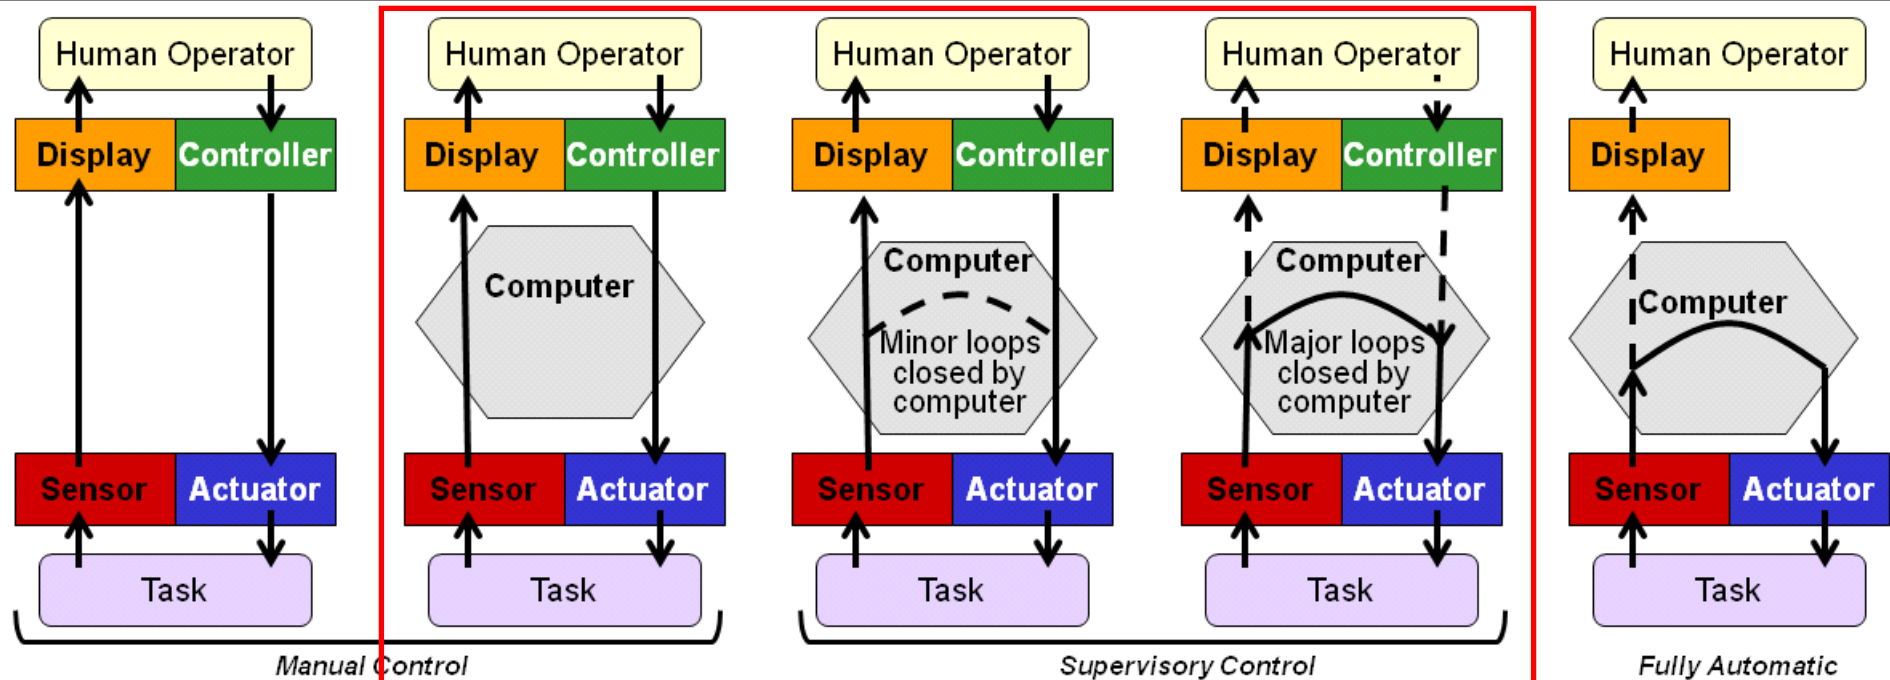 Human Operator
Display Controller
Sensor Actuator
Task
Human Operator
Display Controller
Computer
Sensor Actuator
Task
Manual Control
Human Operator
Display Controller
Computer
Minor loops
closed by
computer
Sensor Actuator
Task
Human Operator
Display Controller
Computer
Major loops
closed by
computer
Sensor Actuator
Task
Supervisory Control
Human Operator
Display
Computer
Sensor Actuator
Task
Fully Automatic